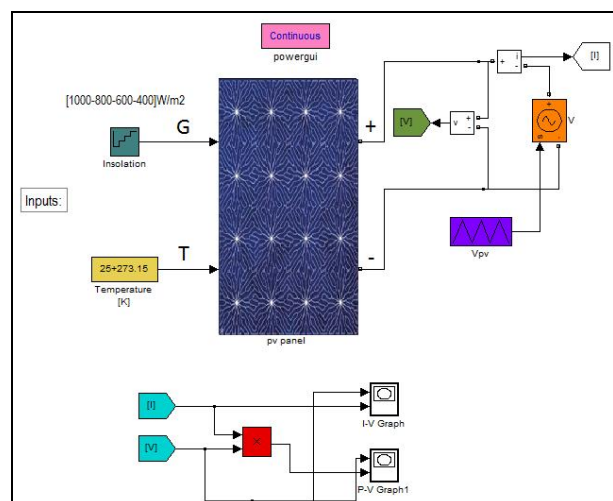 Continuous
powergui
[1000-800-600-400]W/m2
G
+
Insolation
Inputs:
T
-
25+273.15
Temperature
[K]
pv panel
[V]
v
+
-
+
i
-
[I]
+
V
s
-
Vpv
[I]
[V]
×
I-V Graph
P-V Graph1